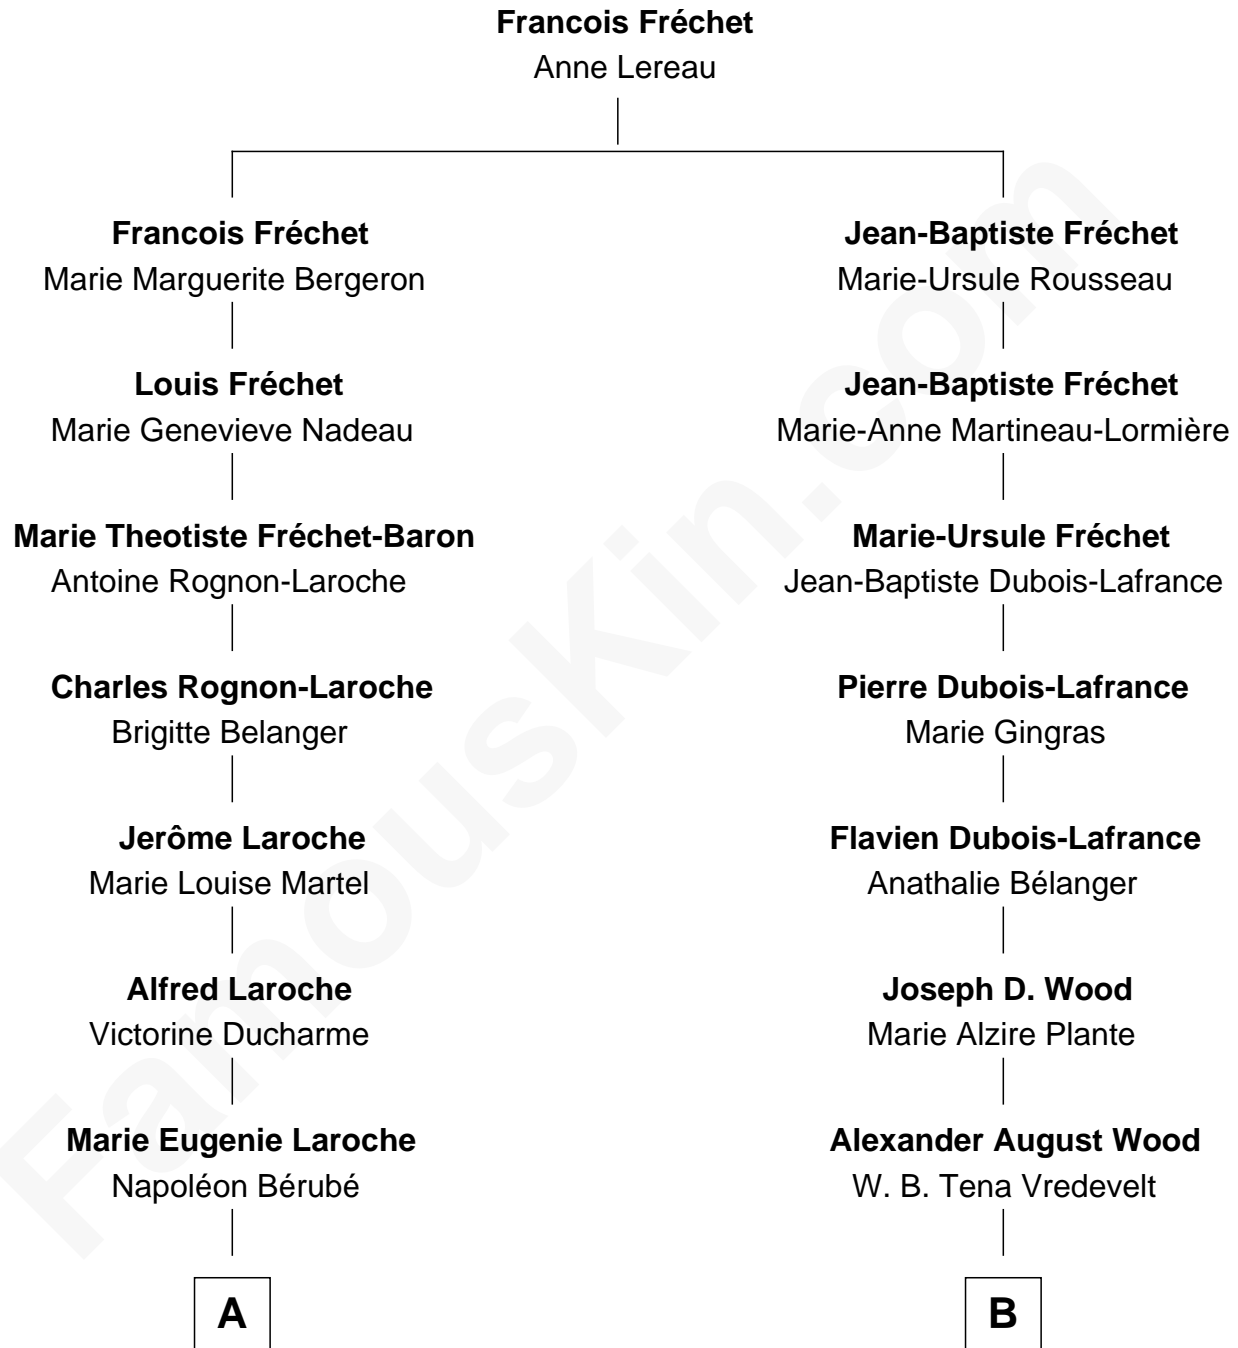 Francois Fréchet
Anne Lereau
Francois Fréchet
Marie Marguerite Bergeron
Louis Fréchet
Marie Genevieve Nadeau
Marie Theotiste Fréchet-Baron
Antoine Rognon-Laroche
Charles Rognon-Laroche
Brigitte Belanger
Jerôme Laroche
Marie Louise Martel
Alfred Laroche
Victorine Ducharme
Marie Eugenie Laroche
Napoléon Bérubé
A
Jean-Baptiste Fréchet
Marie-Ursule Rousseau
Jean-Baptiste Fréchet
Marie-Anne Martineau-Lormière
Marie-Ursule Fréchet
Jean-Baptiste Dubois-Lafrance
Pierre Dubois-Lafrance
Marie Gingras
Flavien Dubois-Lafrance
Anathalie Bélanger
Joseph D. Wood
Marie Alzire Plante
Alexander August Wood
W. B. Tena Vredevelt
B
FamousKin.com